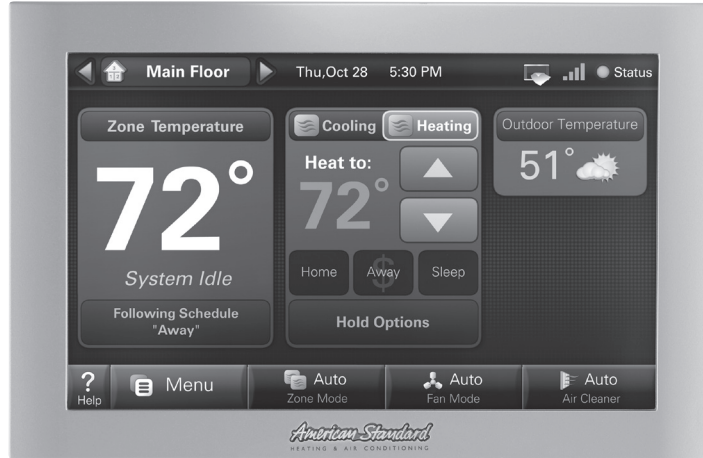 Main Floor
Thu,Oct 28 5:30 PM
Status
Zone Temperature
72°
System Idle
Following Schedule
"Away"
Cooling
Heating
Heat to:
72°
Home
Away
$
Sleep
Hold Options
Outdoor Temperature
51°
?
Help
Menu
Auto
Zone Mode
Auto
Fan Mode
Auto
Air Cleaner
American Standard
HEATING & AIR CONDITIONING